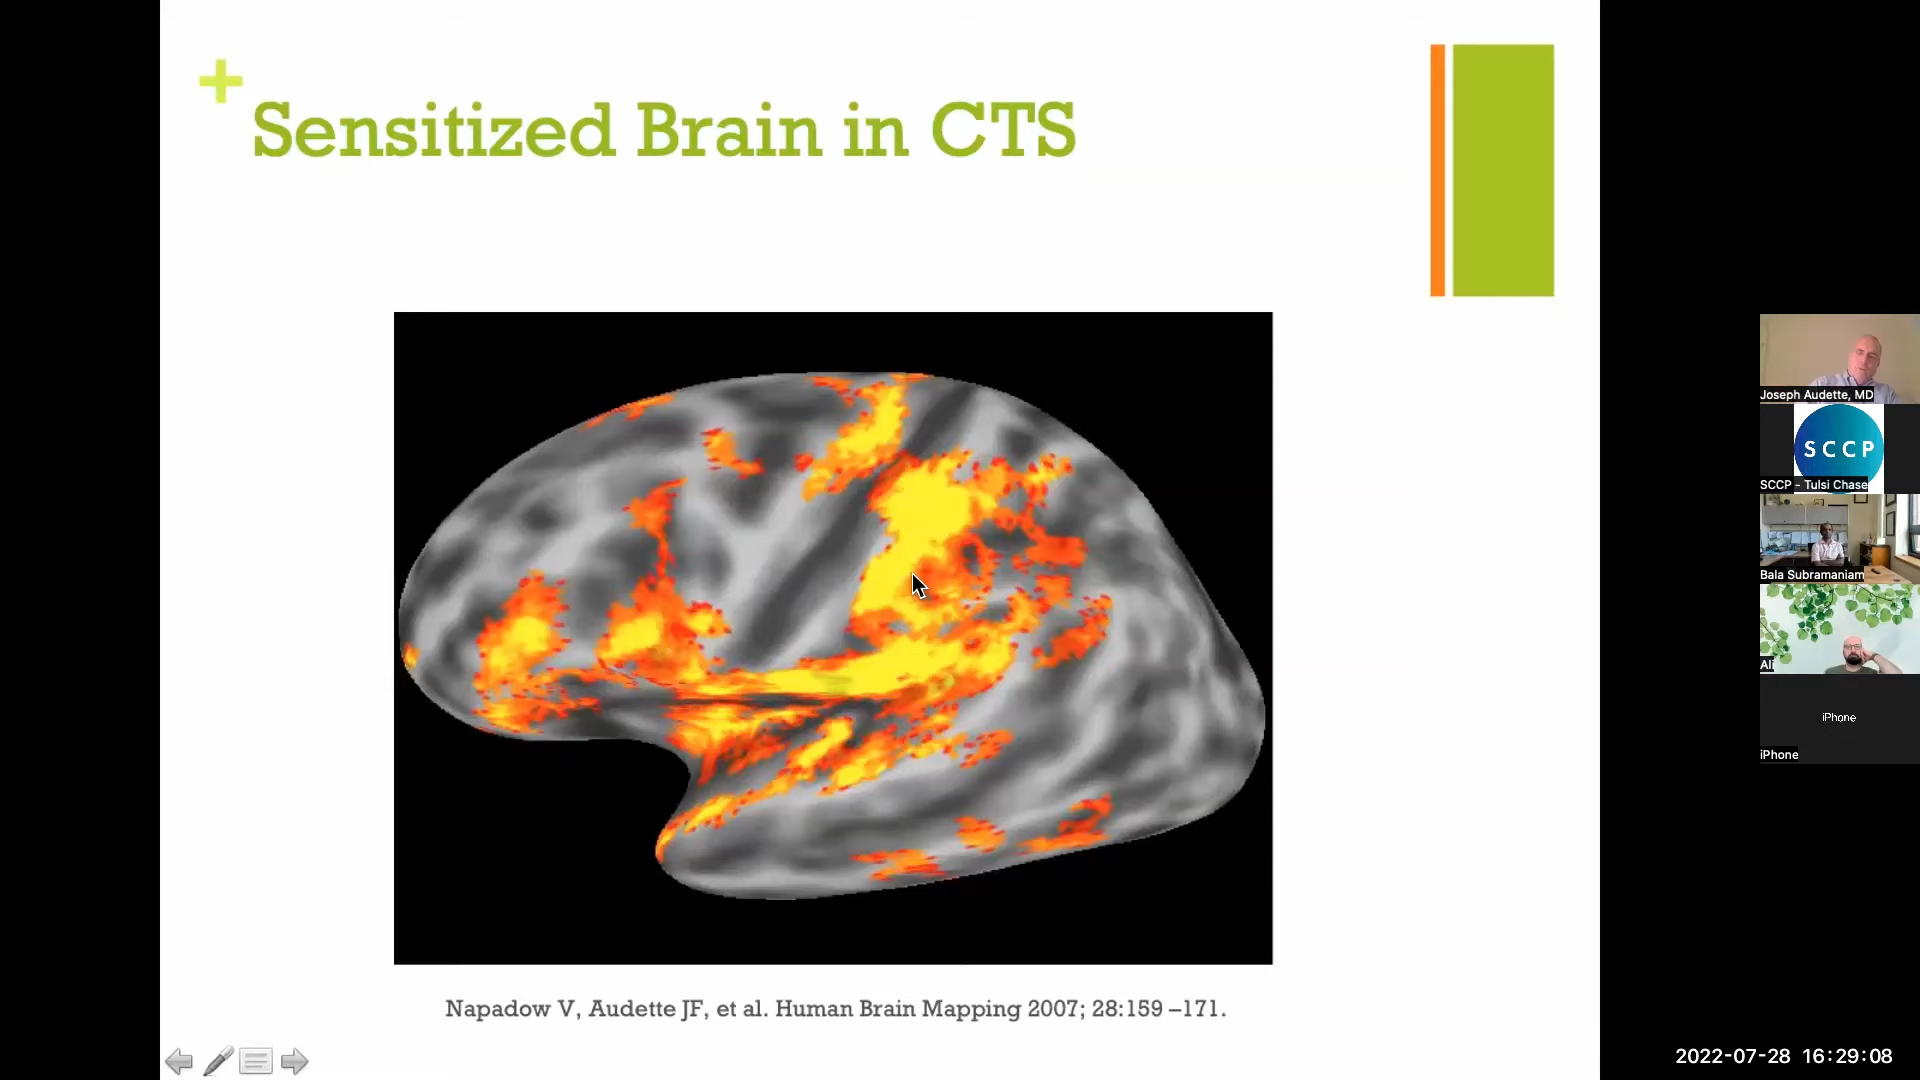 +
Sensitized Brain in CTS
Napadow V, Audette JF, et al. Human Brain Mapping 2007; 28:159 –171.
Joseph Audette, MD
SCCP
SCCP - Tulsi Chase
Bala Subramaniam
Ali
iPhone
iPhone
2022-07-28 16:29:08